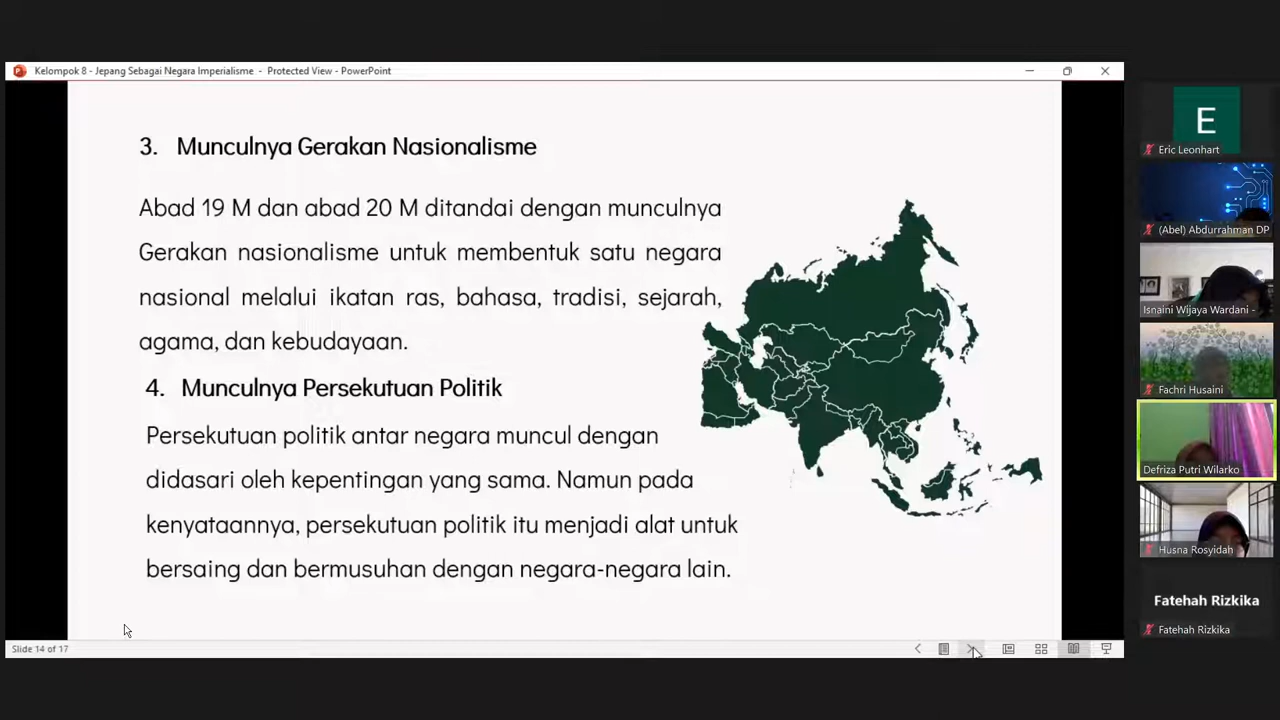 Kelompok 8 - Jepang Sebagai Negara Imperialisme - Protected View - PowerPoint
3. Munculnya Gerakan Nasionalisme
Abad 19 M dan abad 20 M ditandai dengan munculnya
Gerakan nasionalisme untuk membentuk satu negara
nasional melalui ikatan ras, bahasa, tradisi, sejarah,
agama, dan kebudayaan.
4. Munculnya Persekutuan Politik
Persekutuan politik antar negara muncul dengan
didasari oleh kepentingan yang sama. Namun pada
kenyataannya, persekutuan politik itu menjadi alat untuk
bersaing dan bermusuhan dengan negara-negara lain.
Slide 14 of 17
E
Eric Leonhart
(Abel) Abdurrahman DP
Isnaini Wijaya Wardani -
Fachri Husaini
Defriza Putri Wilarko
Husna Rosyidah
Fatehah Rizkika
Fatehah Rizkika